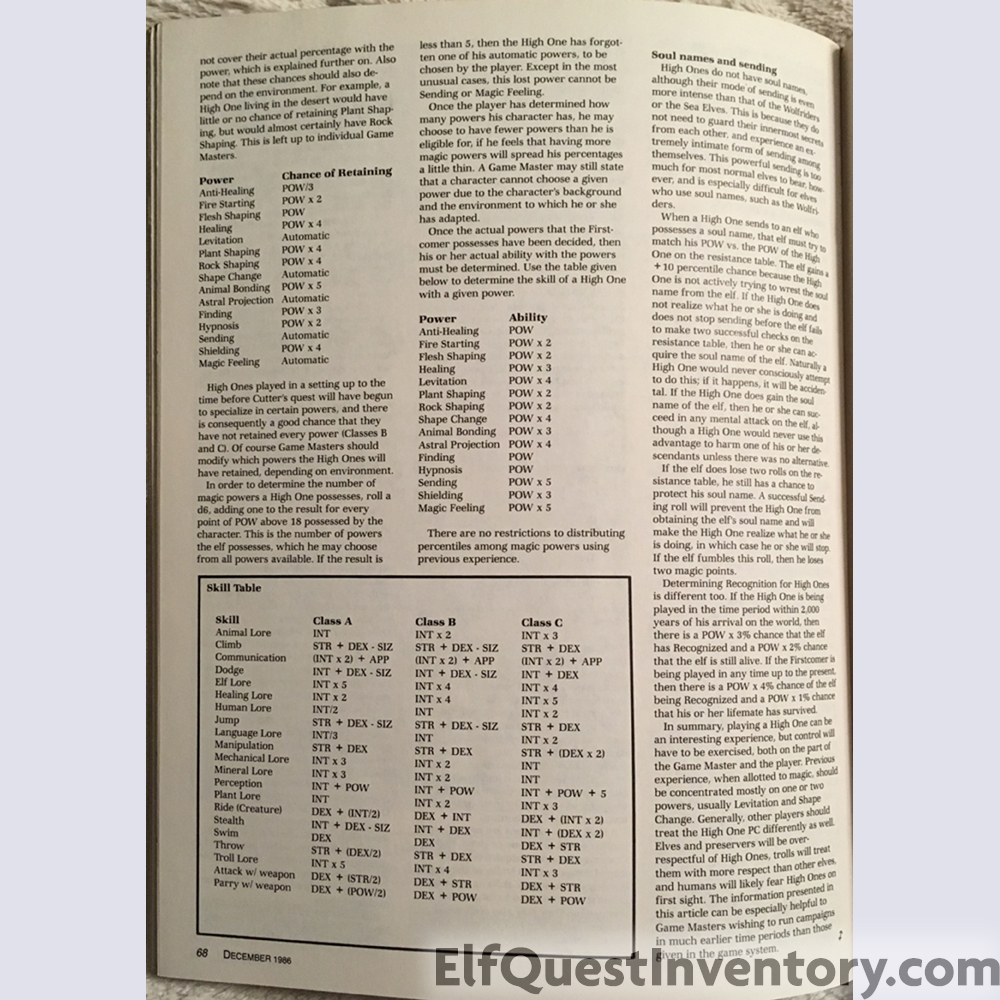 not cover their actual percentage with the
power, which is explained further on. Also
note that these chances should also de-
pend on the environment. For example, a
High One living in the desert would have
little or no chance of retaining Plant Shap-
ing, but would almost certainly have Rock
Shaping. This is left up to individual Game
Masters.
Power Chance of Retaining
Anti-Healing POW/3
Fire Starting POW x 2
Flesh Shaping POW
Healing POW x 4
Levitation Automatic
Plant Shaping POW x 4
Rock Shaping POW x 4
Shape Change Automatic
Animal Bonding POW x 5
Astral Projection Automatic
Finding POW x 3
Hypnosis POW x 2
Sending Automatic
Shielding POW x 4
Magic Feeling Automatic
High Ones played in a setting up to the
time before Cutter's quest will have begun
to specialize in certain powers, and there
is consequently a good chance that they
have not retained every power (Classes B
and C). Of course Game Masters should
modify which powers the High Ones will
have retained, depending on environment.
In order to determine the number of
magic powers a High One possesses, roll a
d6, adding one to the result for every
point of POW above 18 possessed by the
character. This is the number of powers
the elf possesses, which he may choose
from all powers available. If the result is
less than 5, then the High One has forgot-
ten one of his automatic powers, to be
chosen by the player. Except in the most
unusual cases, this lost power cannot be
Sending or Magic Feeling.
Once the player has determined how
many powers his character has, he may
choose to have fewer powers than he is
eligible for, if he feels that having more
magic powers will spread his percentages
a little thin. A Game Master may still state
that a character cannot choose a given
power due to the character's background
and the environment to which he or she
has adapted.
Once the actual powers that the First-
comer possesses have been decided, then
his or her actual ability with the powers
must be determined. Use the table given
below to determine the skill of a High One
with a given power.
Power Ability
Anti-Healing POW
Fire Starting POW x 2
Flesh Shaping POW x 2
Healing POW x 3
Levitation POW x 4
Plant Shaping POW x 2
Rock Shaping POW x 2
Shape Change POW x 4
Animal Bonding POW x 3
Astral Projection POW x 4
Finding POW
Hypnosis POW
Sending POW x 5
Shielding POW x 3
Magic Feeling POW x 5
There are no restrictions to distributing
percentiles among magic powers using
previous experience.
Soul names and sending
High Ones do not have soul names,
although their mode of sending is even
more intense than that of the Wolfriders
or the Sea Elves. This is because they do
not need to guard their innermost secrets
from each other, and experience an ex-
tremely intimate form of sending among
themselves. This powerful sending is too
much for most normal elves to bear, how-
ever, and is especially difficult for elves
who use soul names, such as the Wolfri-
ders.
When a High One sends to an elf who
possesses a soul name, that elf must try to
match his POW vs. the POW of the High
One on the resistance table. The elf gains a
+10 percentile chance because the High
One is not actively trying to wrest the soul
name from the elf. If the High One does
not realize what he or she is doing and
does not stop sending before the elf fails
to make two successful checks on the
resistance table, then he or she can ac-
quire the soul name of the elf. Naturally a
High One would never consciously attempt
to do this; if it happens, it will be acciden-
tal. If the High One does gain the soul
name of the elf, then he or she can suc-
ceed in any mental attack on the elf, al-
though a High One would never use this
advantage to harm one of his or her de-
scendants unless there was no alternative.
If the elf does lose two rolls on the re-
sistance table, he still has a chance to
protect his soul name. A successful Send-
ing roll will prevent the High One from
obtaining the elf's soul name and will
make the High One realize what he or she
is doing, in which case he or she will stop.
If the elf fumbles this roll, then he loses
two magic points.
Determining Recognition for High Ones
is different too. If the High One is being
played in the time period within 2,000
years of his arrival on the world, then
there is a POW x 3% chance that the elf
has Recognized and a POW x 2% chance
that the elf is still alive. If the Firstcomer is
being played in any time up to the present,
then there is a POW x 4% chance of the elf
being Recognized and a POW x 1% chance
that his or her lifemate has survived.
In summary, playing a High One can be
an interesting experience, but control will
have to be exercised, both on the part of
the Game Master and the player. Previous
experience, when allotted to magic, should
be concentrated mostly on one or two
powers, usually Levitation and Shape
Change. Generally, other players should
treat the High One PC differently as well.
Elves and preservers will be over-
respectful of High Ones, trolls will treat
them with more respect than other elves,
and humans will likely fear High Ones on
first sight. The information presented in
this article can be especially helpful to
Game Masters wishing to run campaigns
in much earlier time periods than those
given in the game system.
Skill Table
Skill Class A Class B Class C
Animal Lore INT INT x 2 INT x 3
Climb STR + DEX - SIZ STR + DEX - SIZ STR + DEX
Communication (INT x 2) + APP (INT x 2) + APP (INT x 2) + APP
Dodge INT + DEX - SIZ INT + DEX - SIZ INT + DEX
Elf Lore INT x 5 INT x 4 INT x 4
Healing Lore INT x 2 INT x 4 INT x 5
Human Lore INT/2 INT INT x 2
Jump STR + DEX - SIZ STR + DEX - SIZ STR + DEX
Language Lore INT/3 INT INT x 2
Manipulation STR + DEX STR + DEX STR + (DEX x 2)
Mechanical Lore INT x 3 INT x 2 INT
Mineral Lore INT x 3 INT x 2 INT
Perception INT + POW INT + POW INT + POW + 5
Plant Lore INT INT x 2 INT x 3
Ride (Creature) DEX + (INT/2) DEX + INT DEX + (INT x 2)
Stealth INT + DEX - SIZ INT + DEX INT + (DEX x 2)
Swim DEX DEX DEX + STR
Throw STR + (DEX/2) STR + DEX STR + DEX
Troll Lore INT x 5 INT x 4 INT x 3
Attack w/ weapon DEX + (STR/2) DEX + STR DEX + STR
Parry w/ weapon DEX + (POW/2) DEX + POW DEX + POW
68 DECEMBER 1986
ElfQuestInventory.com